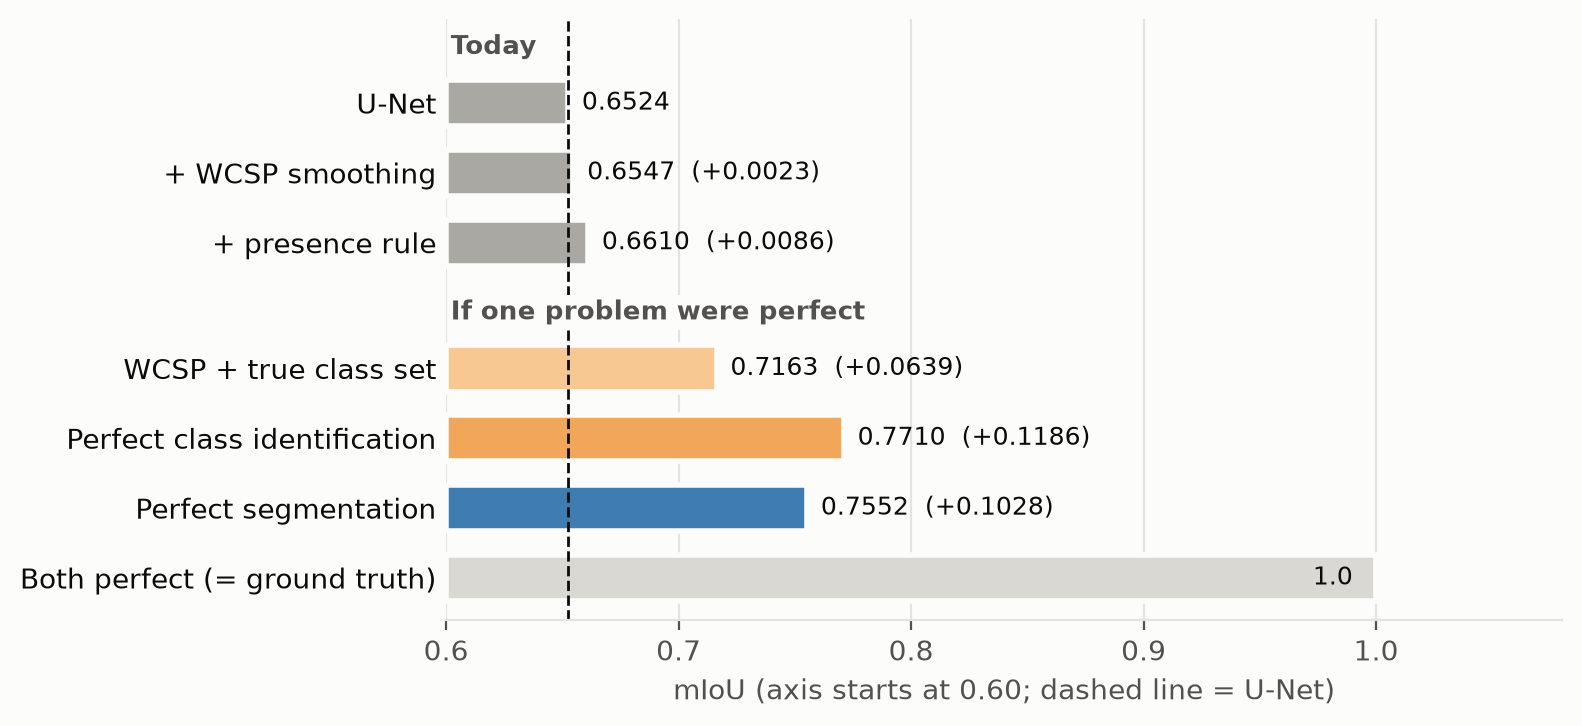 Today
U-Net 0.6524
+ WCSP smoothing 0.6547 (+0.0023)
+ presence rule 0.6610 (+0.0086)
If one problem were perfect
WCSP + true class set 0.7163 (+0.0639)
Perfect class identification 0.7710 (+0.1186)
Perfect segmentation 0.7552 (+0.1028)
Both perfect (= ground truth) 1.0
0.6 0.7 0.8 0.9 1.0
mIoU (axis starts at 0.60; dashed line = U-Net)